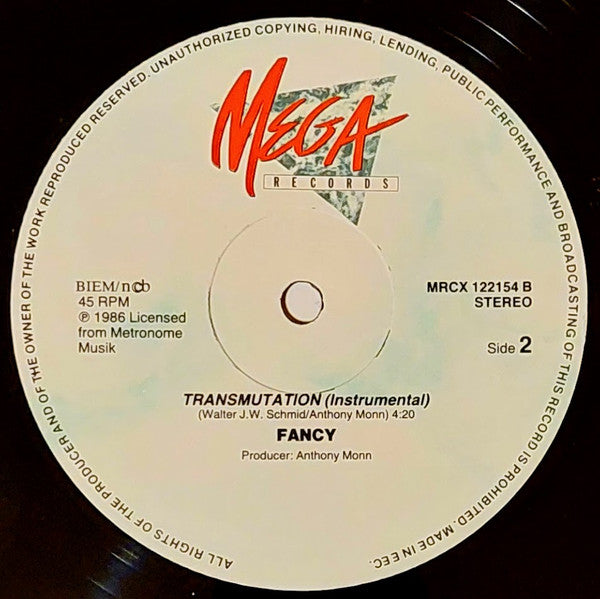 ALL RIGHTS OF THE PRODUCER AND OF THE OWNER OF THE WORK REPRODUCED RESERVED. UNAUTHORIZED COPYING, HIRING, LENDING, PUBLIC PERFORMANCE AND BROADCASTING OF THIS RECORD IS PROHIBITED. MADE IN EEC.
MEGA
RECORDS
BIEM/ncb
45 RPM
℗ 1986 Licensed
from Metronome
Musik
MRCX 122154 B
STEREO
Side 2
TRANSMUTATION (Instrumental)
(Walter J.W. Schmid/Anthony Monn) 4:20
FANCY
Producer: Anthony Monn